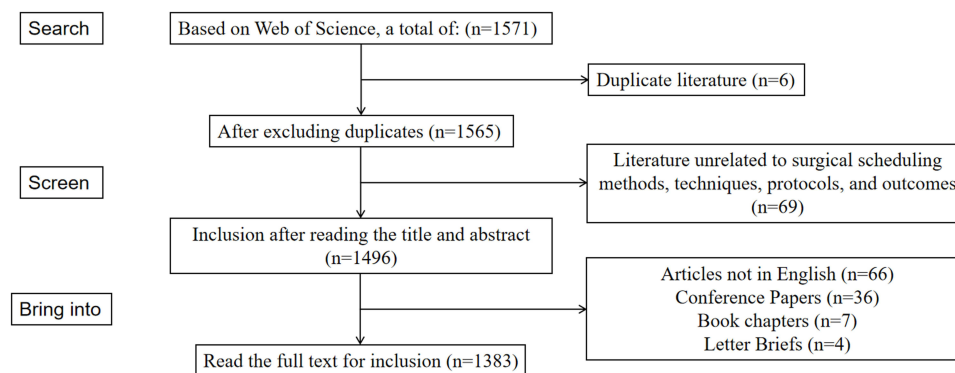 Search
Based on Web of Science, a total of: (n=1571)
Duplicate literature (n=6)
After excluding duplicates (n=1565)
Screen
Literature unrelated to surgical scheduling
methods, techniques, protocols, and outcomes
(n=69)
Inclusion after reading the title and abstract
(n=1496)
Bring into
Articles not in English (n=66)
Conference Papers (n=36)
Book chapters (n=7)
Letter Briefs (n=4)
Read the full text for inclusion (n=1383)